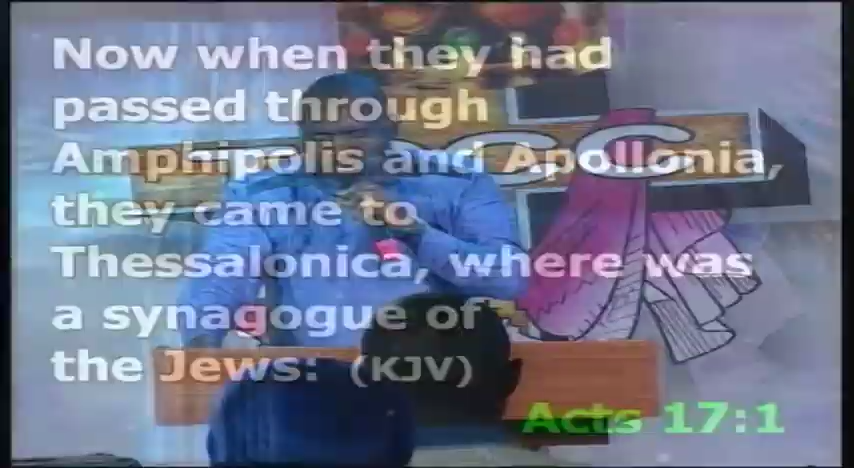 Now when they had
passed through
Amphipolis and Apollonia,
they came to
Thessalonica, where was
a synagogue of
the Jews: (KJV)
Acts 17:1